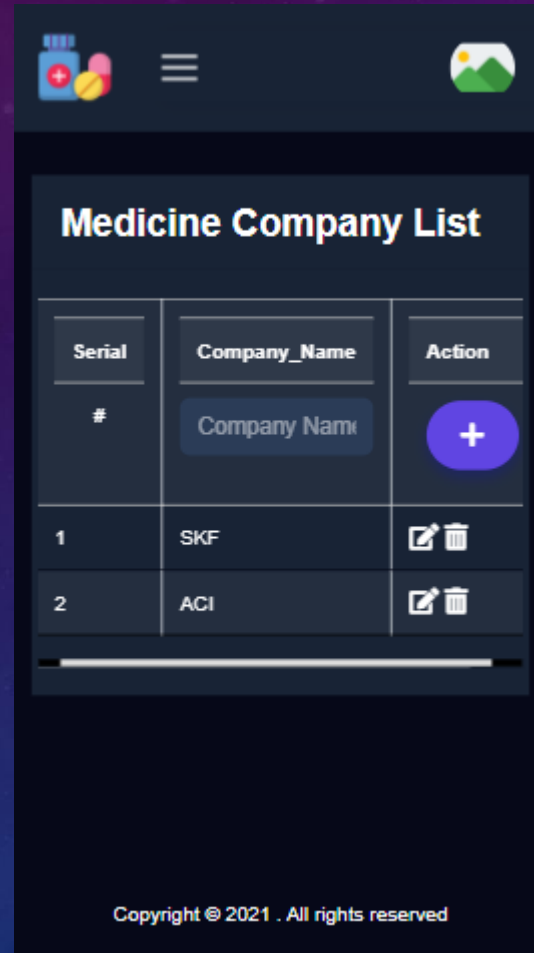 Medicine Company List
Serial Company_Name Action
# Company Name +
1 SKF
2 ACI
Copyright © 2021 . All rights reserved